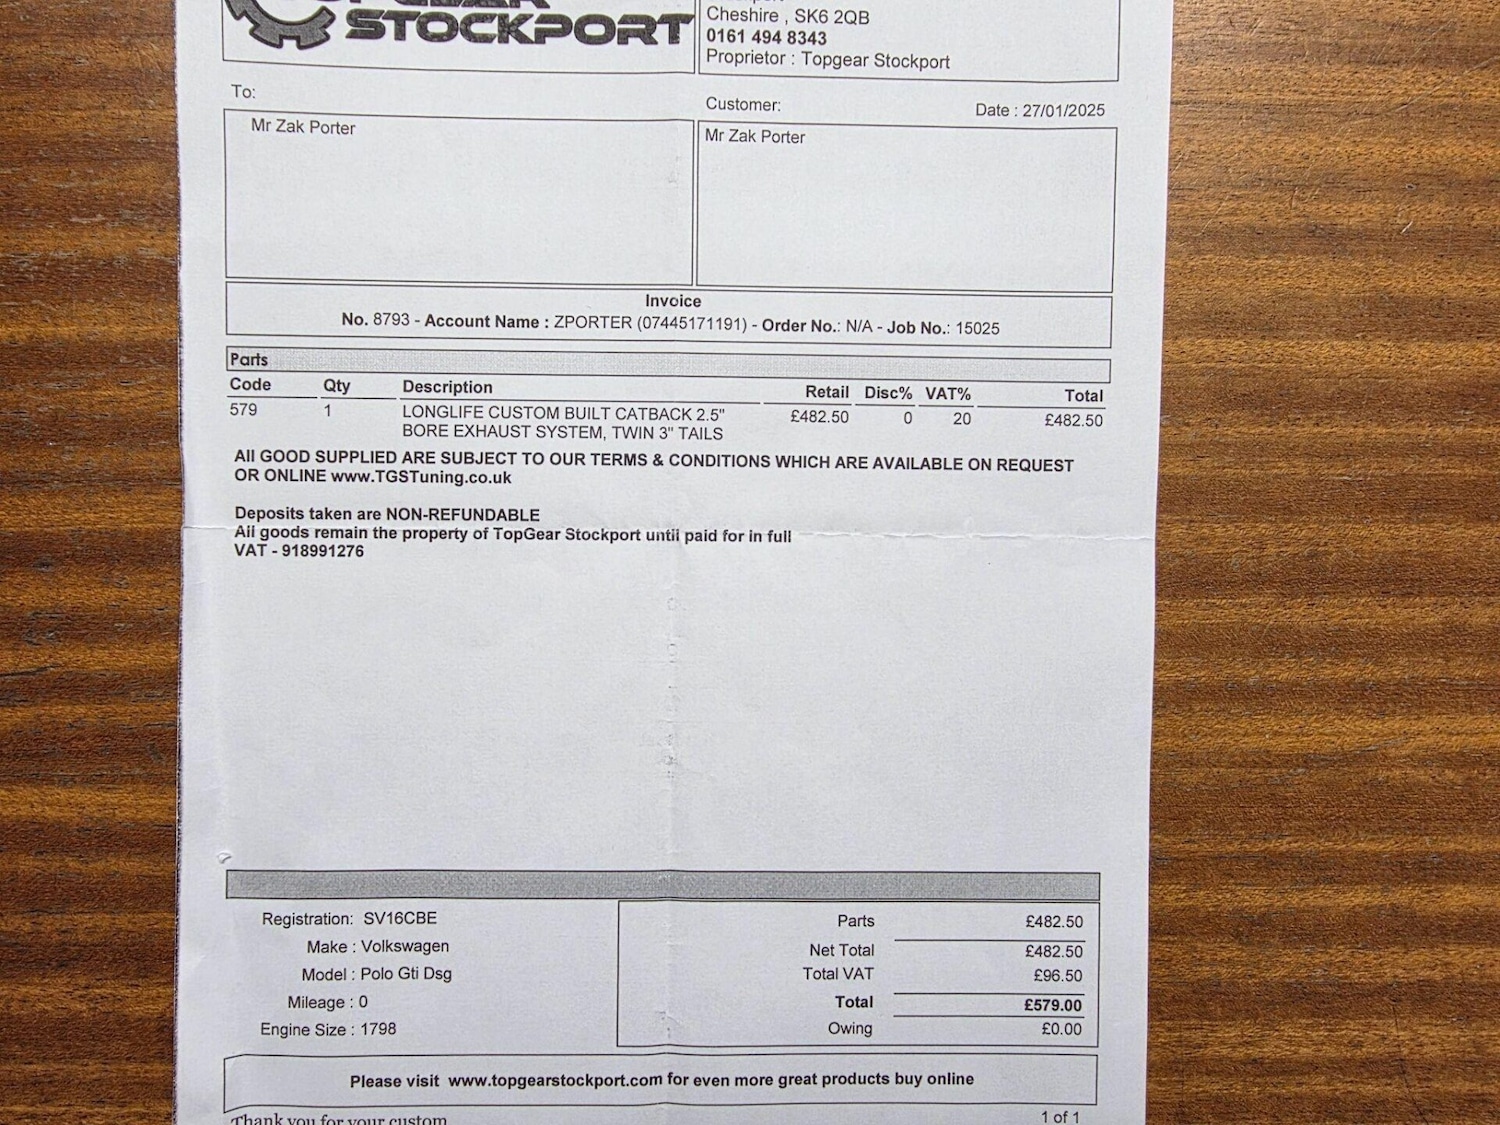 STOCKPORT
Cheshire , SK6 2QB
0161 494 8343
Proprietor : Topgear Stockport
To:
Customer:
Date : 27/01/2025
Mr Zak Porter
Mr Zak Porter
Invoice
No. 8793 - Account Name : ZPORTER (07445171191) - Order No.: N/A - Job No.: 15025
Parts
Code Qty Description Retail Disc% VAT% Total
579 1 LONGLIFE CUSTOM BUILT CATBACK 2.5" £482.50 0 20 £482.50
BORE EXHAUST SYSTEM, TWIN 3" TAILS
All GOOD SUPPLIED ARE SUBJECT TO OUR TERMS & CONDITIONS WHICH ARE AVAILABLE ON REQUEST
OR ONLINE www.TGSTuning.co.uk
Deposits taken are NON-REFUNDABLE
All goods remain the property of TopGear Stockport until paid for in full
VAT - 918991276
Registration: SV16CBE
Make : Volkswagen
Model : Polo Gti Dsg
Mileage : 0
Engine Size : 1798
Parts £482.50
Net Total £482.50
Total VAT £96.50
Total £579.00
Owing £0.00
Please visit www.topgearstockport.com for even more great products buy online
Thank you for your custom
1 of 1